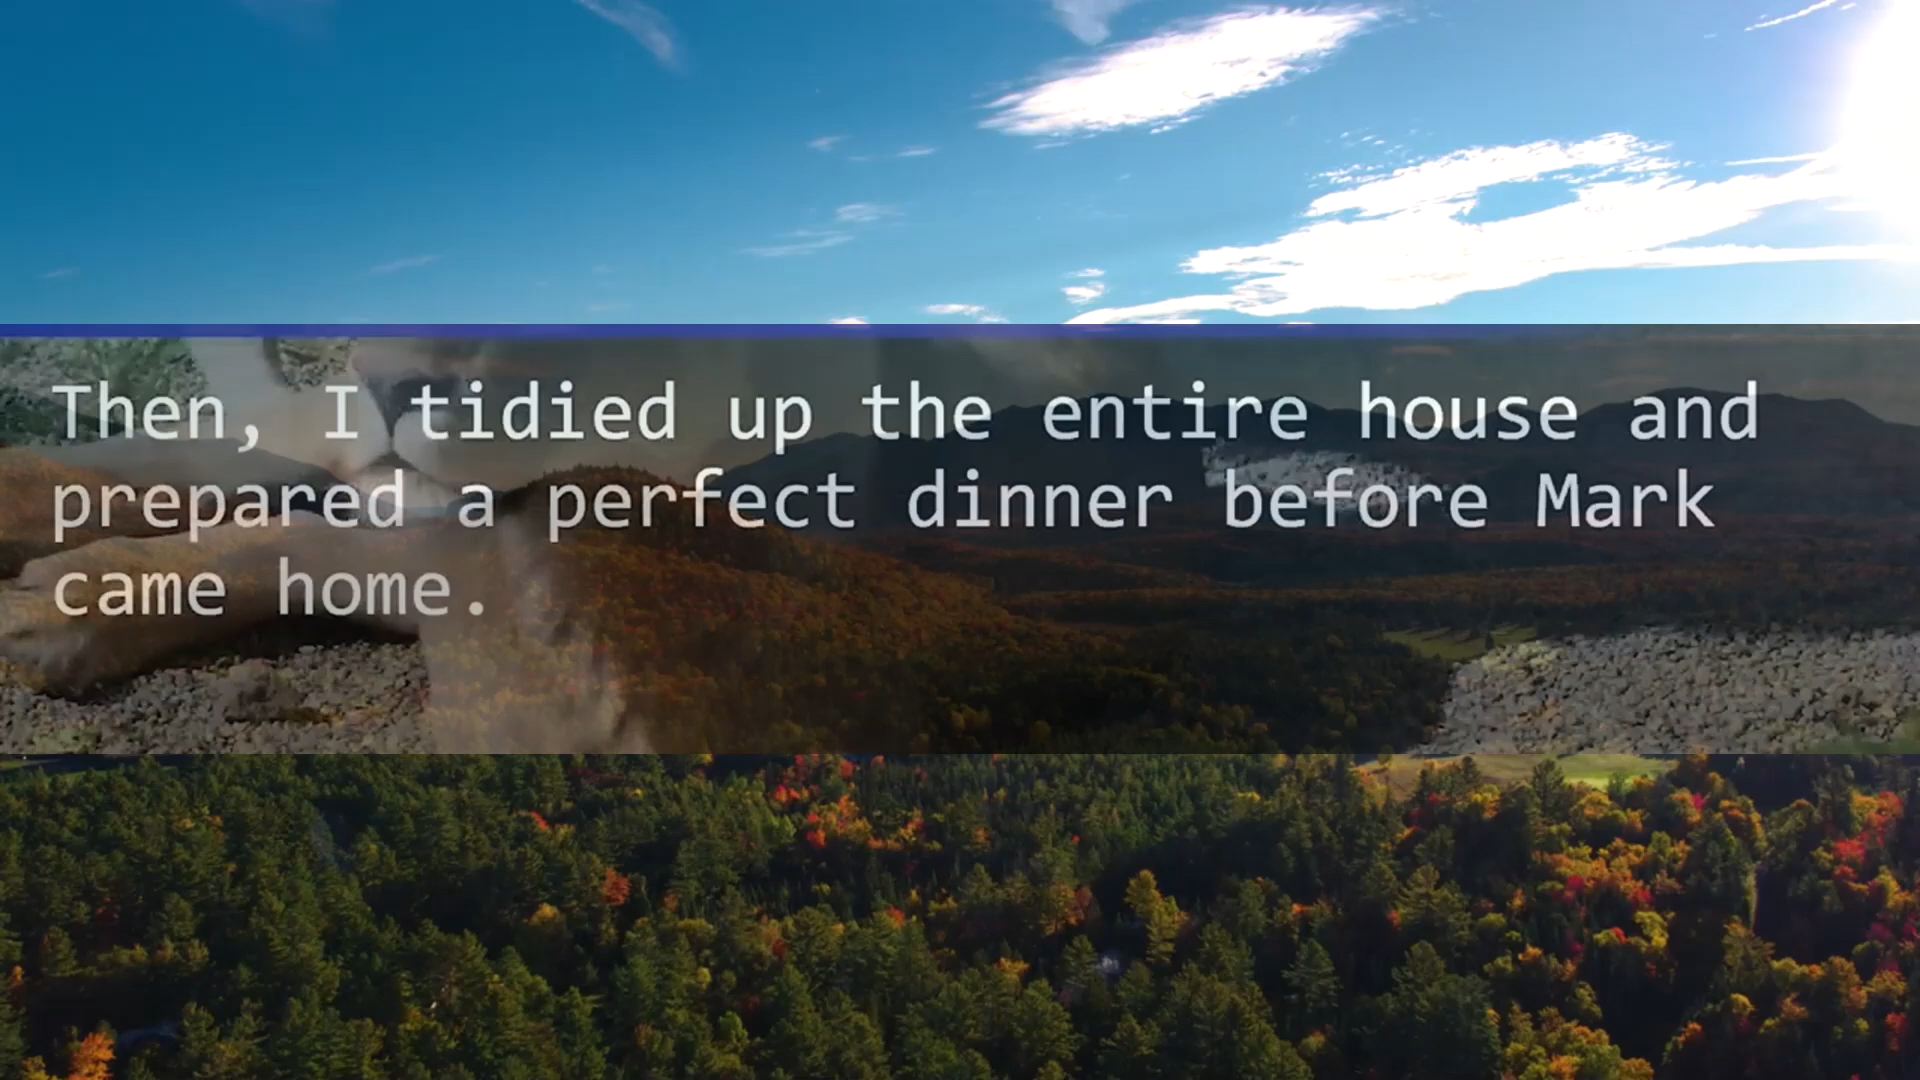 Then, I tidied up the entire house and
prepared a perfect dinner before Mark
came home.